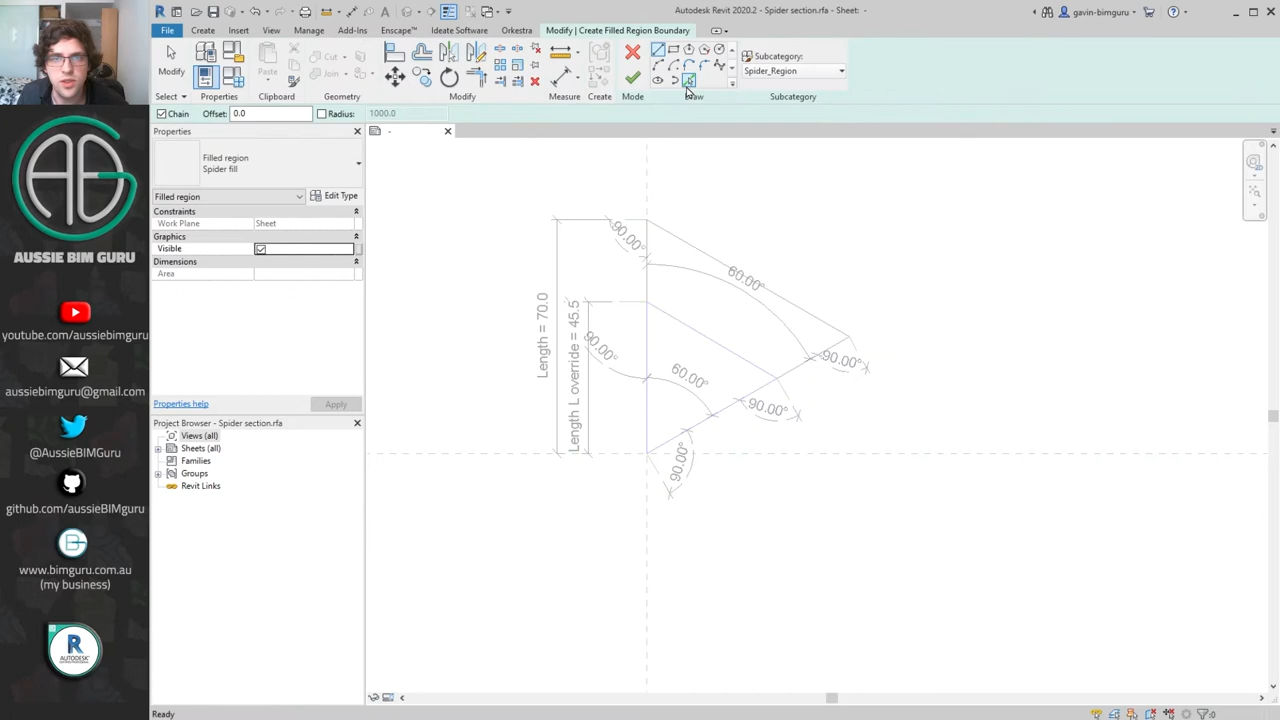 Autodesk Revit 2020.2 - Spider section.rfa - Sheet: -
gavin-bimguru
File
Create
Insert
View
Manage
Add-Ins
Enscape™
Ideate Software
Orkestra
Modify | Create Filled Region Boundary
Modify
Paste
Cut
Join
Select
Properties
Clipboard
Geometry
Modify
Measure
Create
Mode
Draw
Subcategory:
Spider_Region
Subcategory
Chain
Offset:
0.0
Radius:
1000.0
Properties
Filled region
Spider fill
Filled region
Edit Type
Constraints
Work Plane
Sheet
Graphics
Visible
Dimensions
Area
Properties help
Apply
Project Browser - Spider section.rfa
Views (all)
Sheets (all)
Families
Groups
Revit Links
-
90.00°
60.00°
Length = 70.0
Length L override = 45.5
90.00°
60.00°
90.00°
90.00°
90.00°
AUSSIE BIM GURU
youtube.com/aussiebimguru
aussiebimguru@gmail.com
@AussieBIMGuru
github.com/aussieBIMguru
www.bimguru.com.au
(my business)
R
AUTODESK
Ready
:0